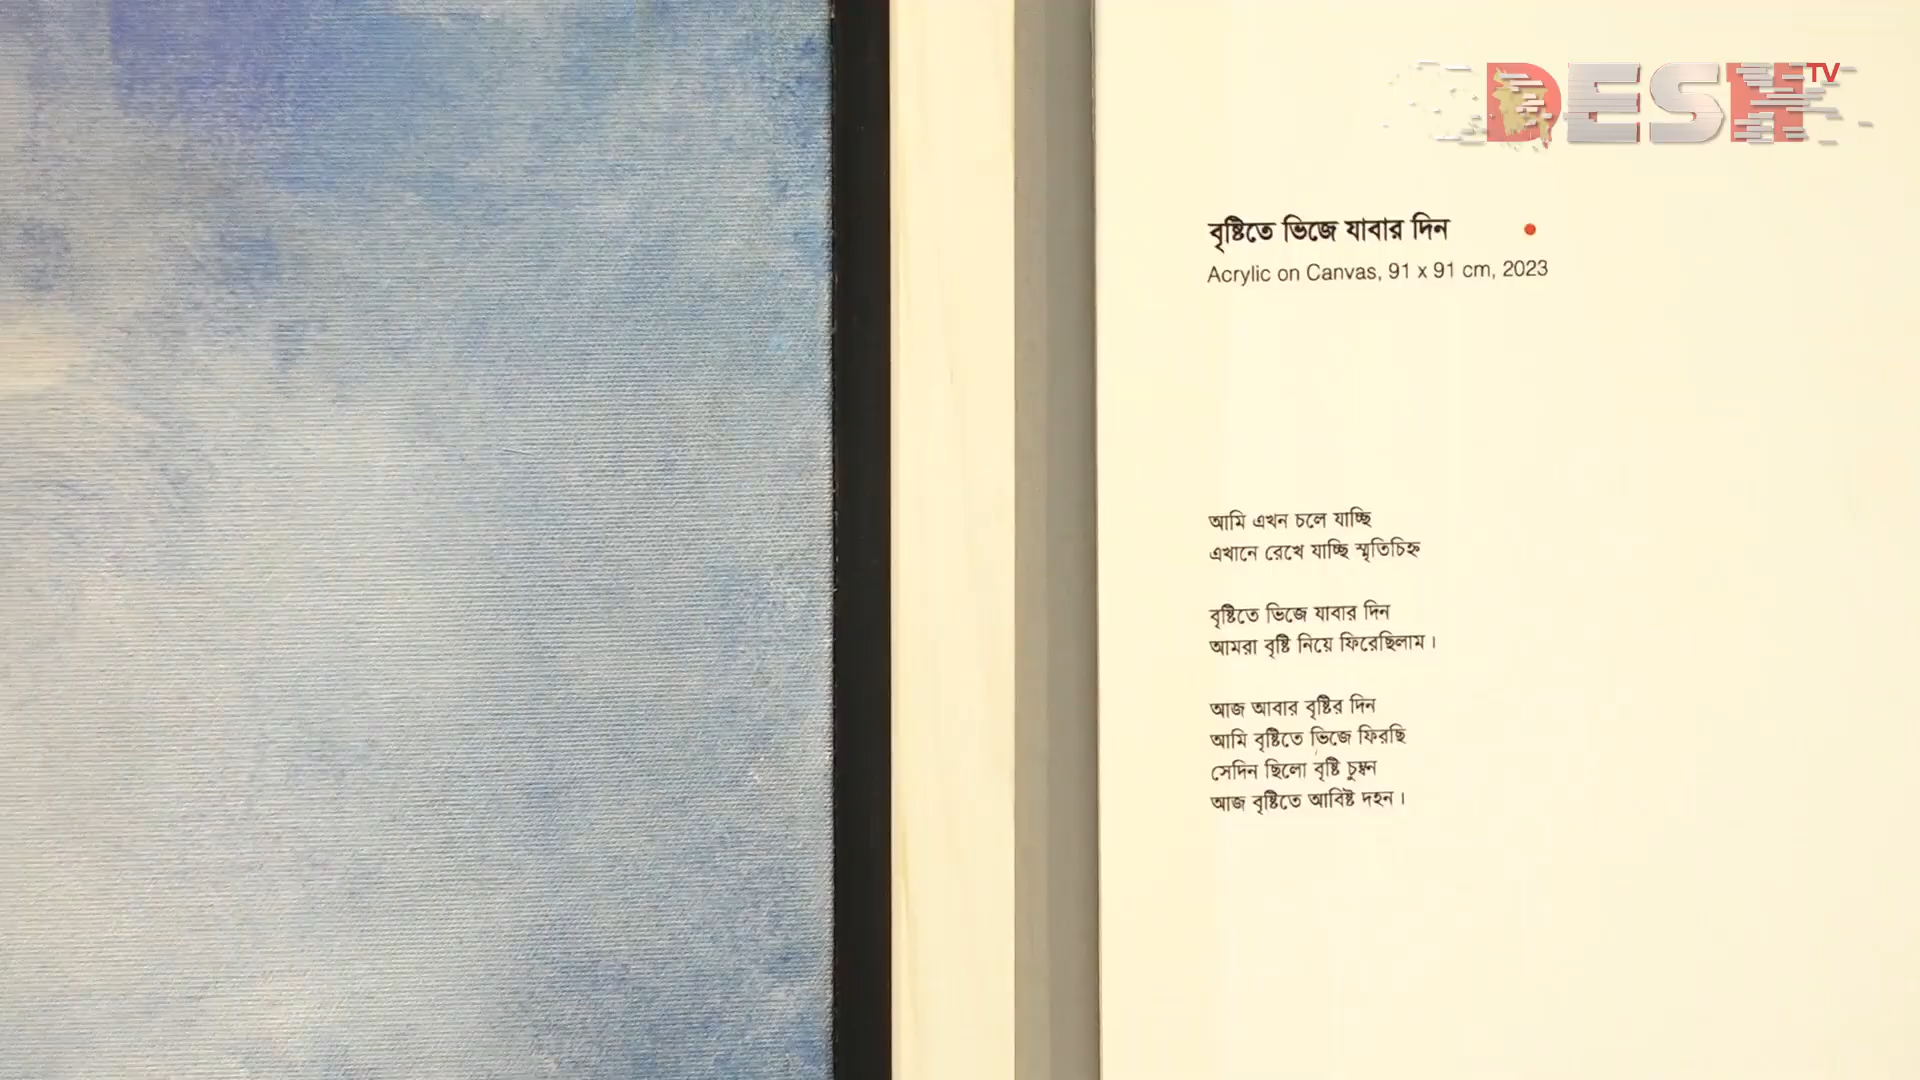 DESH TV
বৃষ্টিতে ভিজে যাবার দিন
Acrylic on Canvas, 91 x 91 cm, 2023
আমি এখন চলে যাচ্ছি
এখানে রেখে যাচ্ছি স্মৃতিচিহ্ন
বৃষ্টিতে ভিজে যাবার দিন
আমরা বৃষ্টি নিয়ে ফিরেছিলাম।
আজ আবার বৃষ্টির দিন
আমি বৃষ্টিতে ভিজে ফিরছি
সেদিন ছিলো বৃষ্টি চুম্বন
আজ বৃষ্টিতে আবিষ্ট দহন।